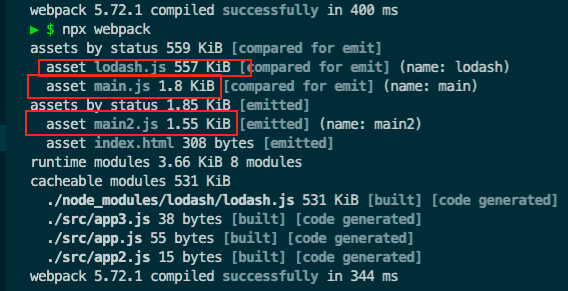 webpack 5.72.1 compiled successfully in 400 ms
▶ $ npx webpack
assets by status 559 KiB [compared for emit]
asset lodash.js 557 KiB [compared for emit] (name: lodash)
asset main.js 1.8 KiB [compared for emit] (name: main)
assets by status 1.85 KiB [emitted]
asset main2.js 1.55 KiB [emitted] (name: main2)
asset index.html 308 bytes [emitted]
runtime modules 3.66 KiB 8 modules
cacheable modules 531 KiB
./node_modules/lodash/lodash.js 531 KiB [built] [code generated]
./src/app3.js 38 bytes [built] [code generated]
./src/app.js 55 bytes [built] [code generated]
./src/app2.js 15 bytes [built] [code generated]
webpack 5.72.1 compiled successfully in 344 ms